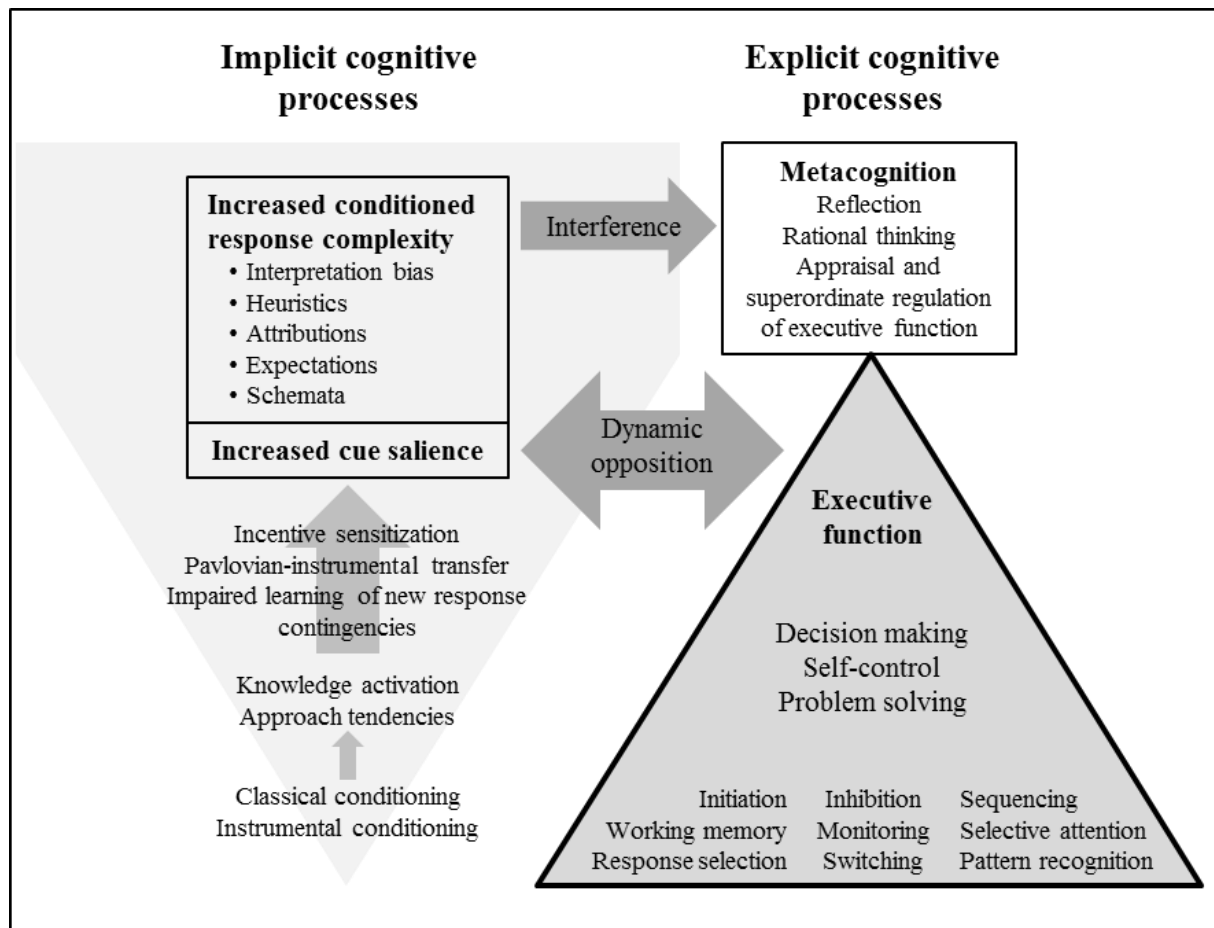 Implicit cognitive
processes
Explicit cognitive
processes
Increased conditioned
response complexity
• Interpretation bias
• Heuristics
• Attributions
• Expectations
• Schemata
Increased cue salience
Interference
Metacognition
Reflection
Rational thinking
Appraisal and
superordinate regulation
of executive function
Dynamic
opposition
Incentive sensitization
Pavlovian-instrumental transfer
Impaired learning of new response
contingencies
Knowledge activation
Approach tendencies
Classical conditioning
Instrumental conditioning
Executive
function
Decision making
Self-control
Problem solving
Initiation Inhibition Sequencing
Working memory Monitoring Selective attention
Response selection Switching Pattern recognition